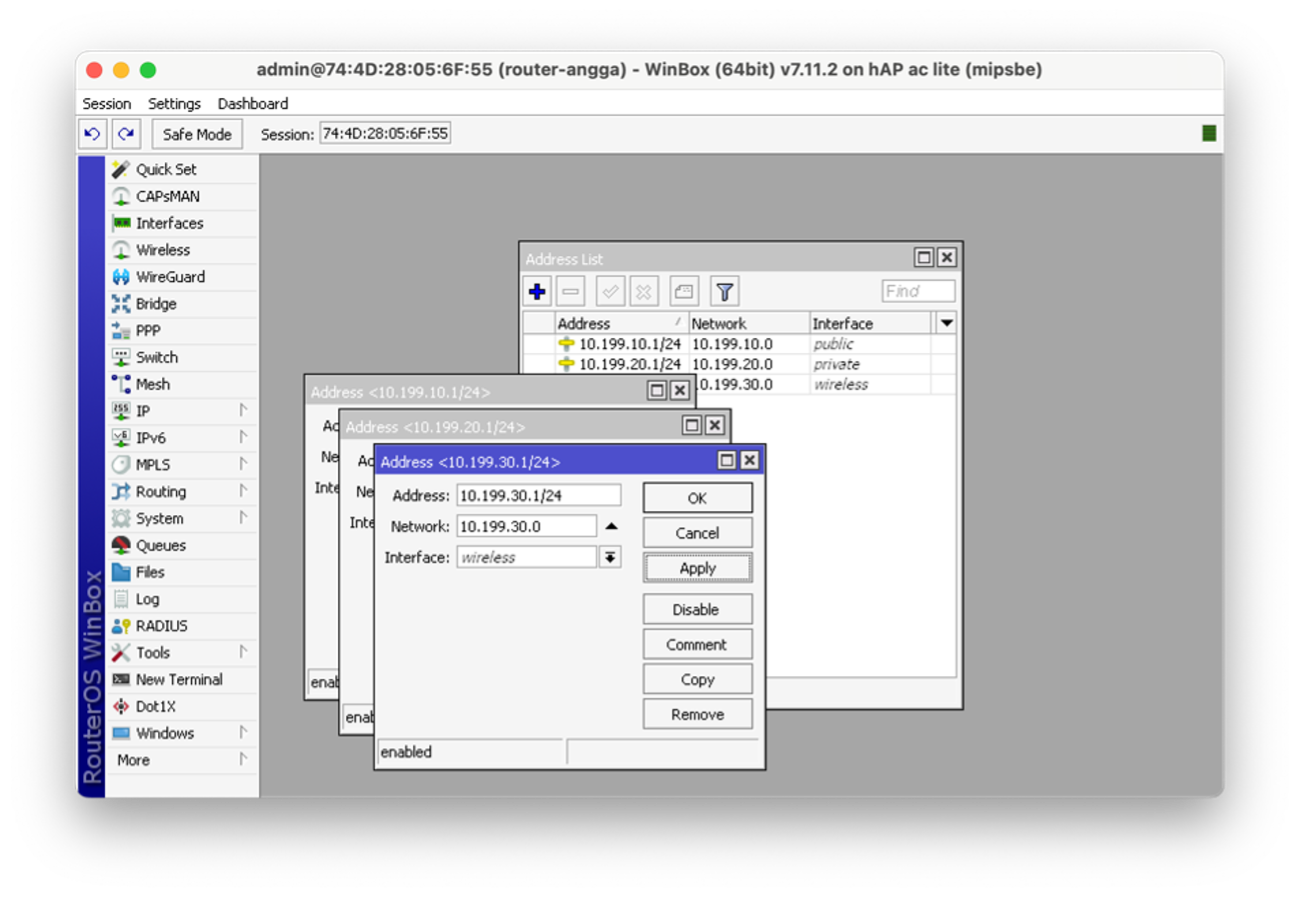 admin@74:4D:28:05:6F:55 (router-angga) - WinBox (64bit) v7.11.2 on hAP ac lite (mipsbe)
Session Settings Dashboard
Safe Mode Session: 74:4D:28:05:6F:55
RouterOS WinBox
Quick Set
CAPsMAN
Interfaces
Wireless
WireGuard
Bridge
PPP
Switch
Mesh
IP
IPv6
MPLS
Routing
System
Queues
Files
Log
RADIUS
Tools
New Terminal
Dot1X
Windows
More
Address List
Find
Address Network Interface
10.199.10.1/24 10.199.10.0 public
10.199.20.1/24 10.199.20.0 private
10.199.30.0 wireless
Address <10.199.10.1/24>
Ad
Ne
Inte
enab
Address <10.199.20.1/24>
Ad
Ne
Inte
enab
Address <10.199.30.1/24>
Address: 10.199.30.1/24
Network: 10.199.30.0
Interface: wireless
OK
Cancel
Apply
Disable
Comment
Copy
Remove
enabled